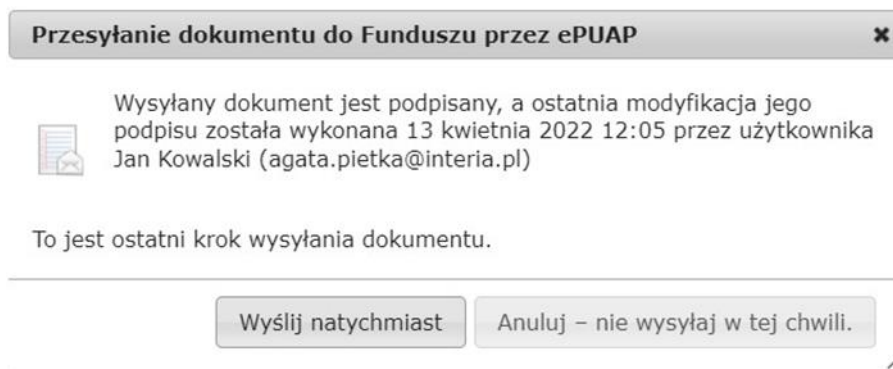 Przesyłanie dokumentu do Funduszu przez ePUAP
Wysyłany dokument jest podpisany, a ostatnia modyfikacja jego
podpisu została wykonana 13 kwietnia 2022 12:05 przez użytkownika
Jan Kowalski (agata.pietka@interia.pl)
To jest ostatni krok wysyłania dokumentu.
Wyślij natychmiast
Anuluj – nie wysyłaj w tej chwili.